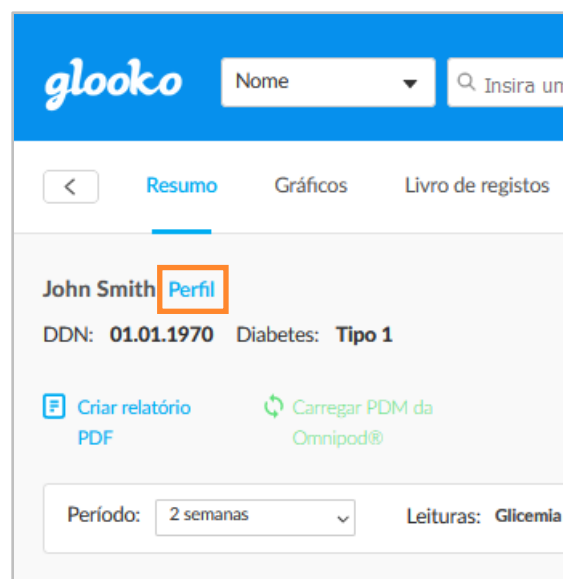 glooko Nome Insira um
Resumo Gráficos Livro de registos
John Smith Perfil
DDN: 01.01.1970 Diabetes: Tipo 1
Criar relatório Carregar PDM da
PDF Omnipod®
Período: 2 semanas Leituras: Glicemia